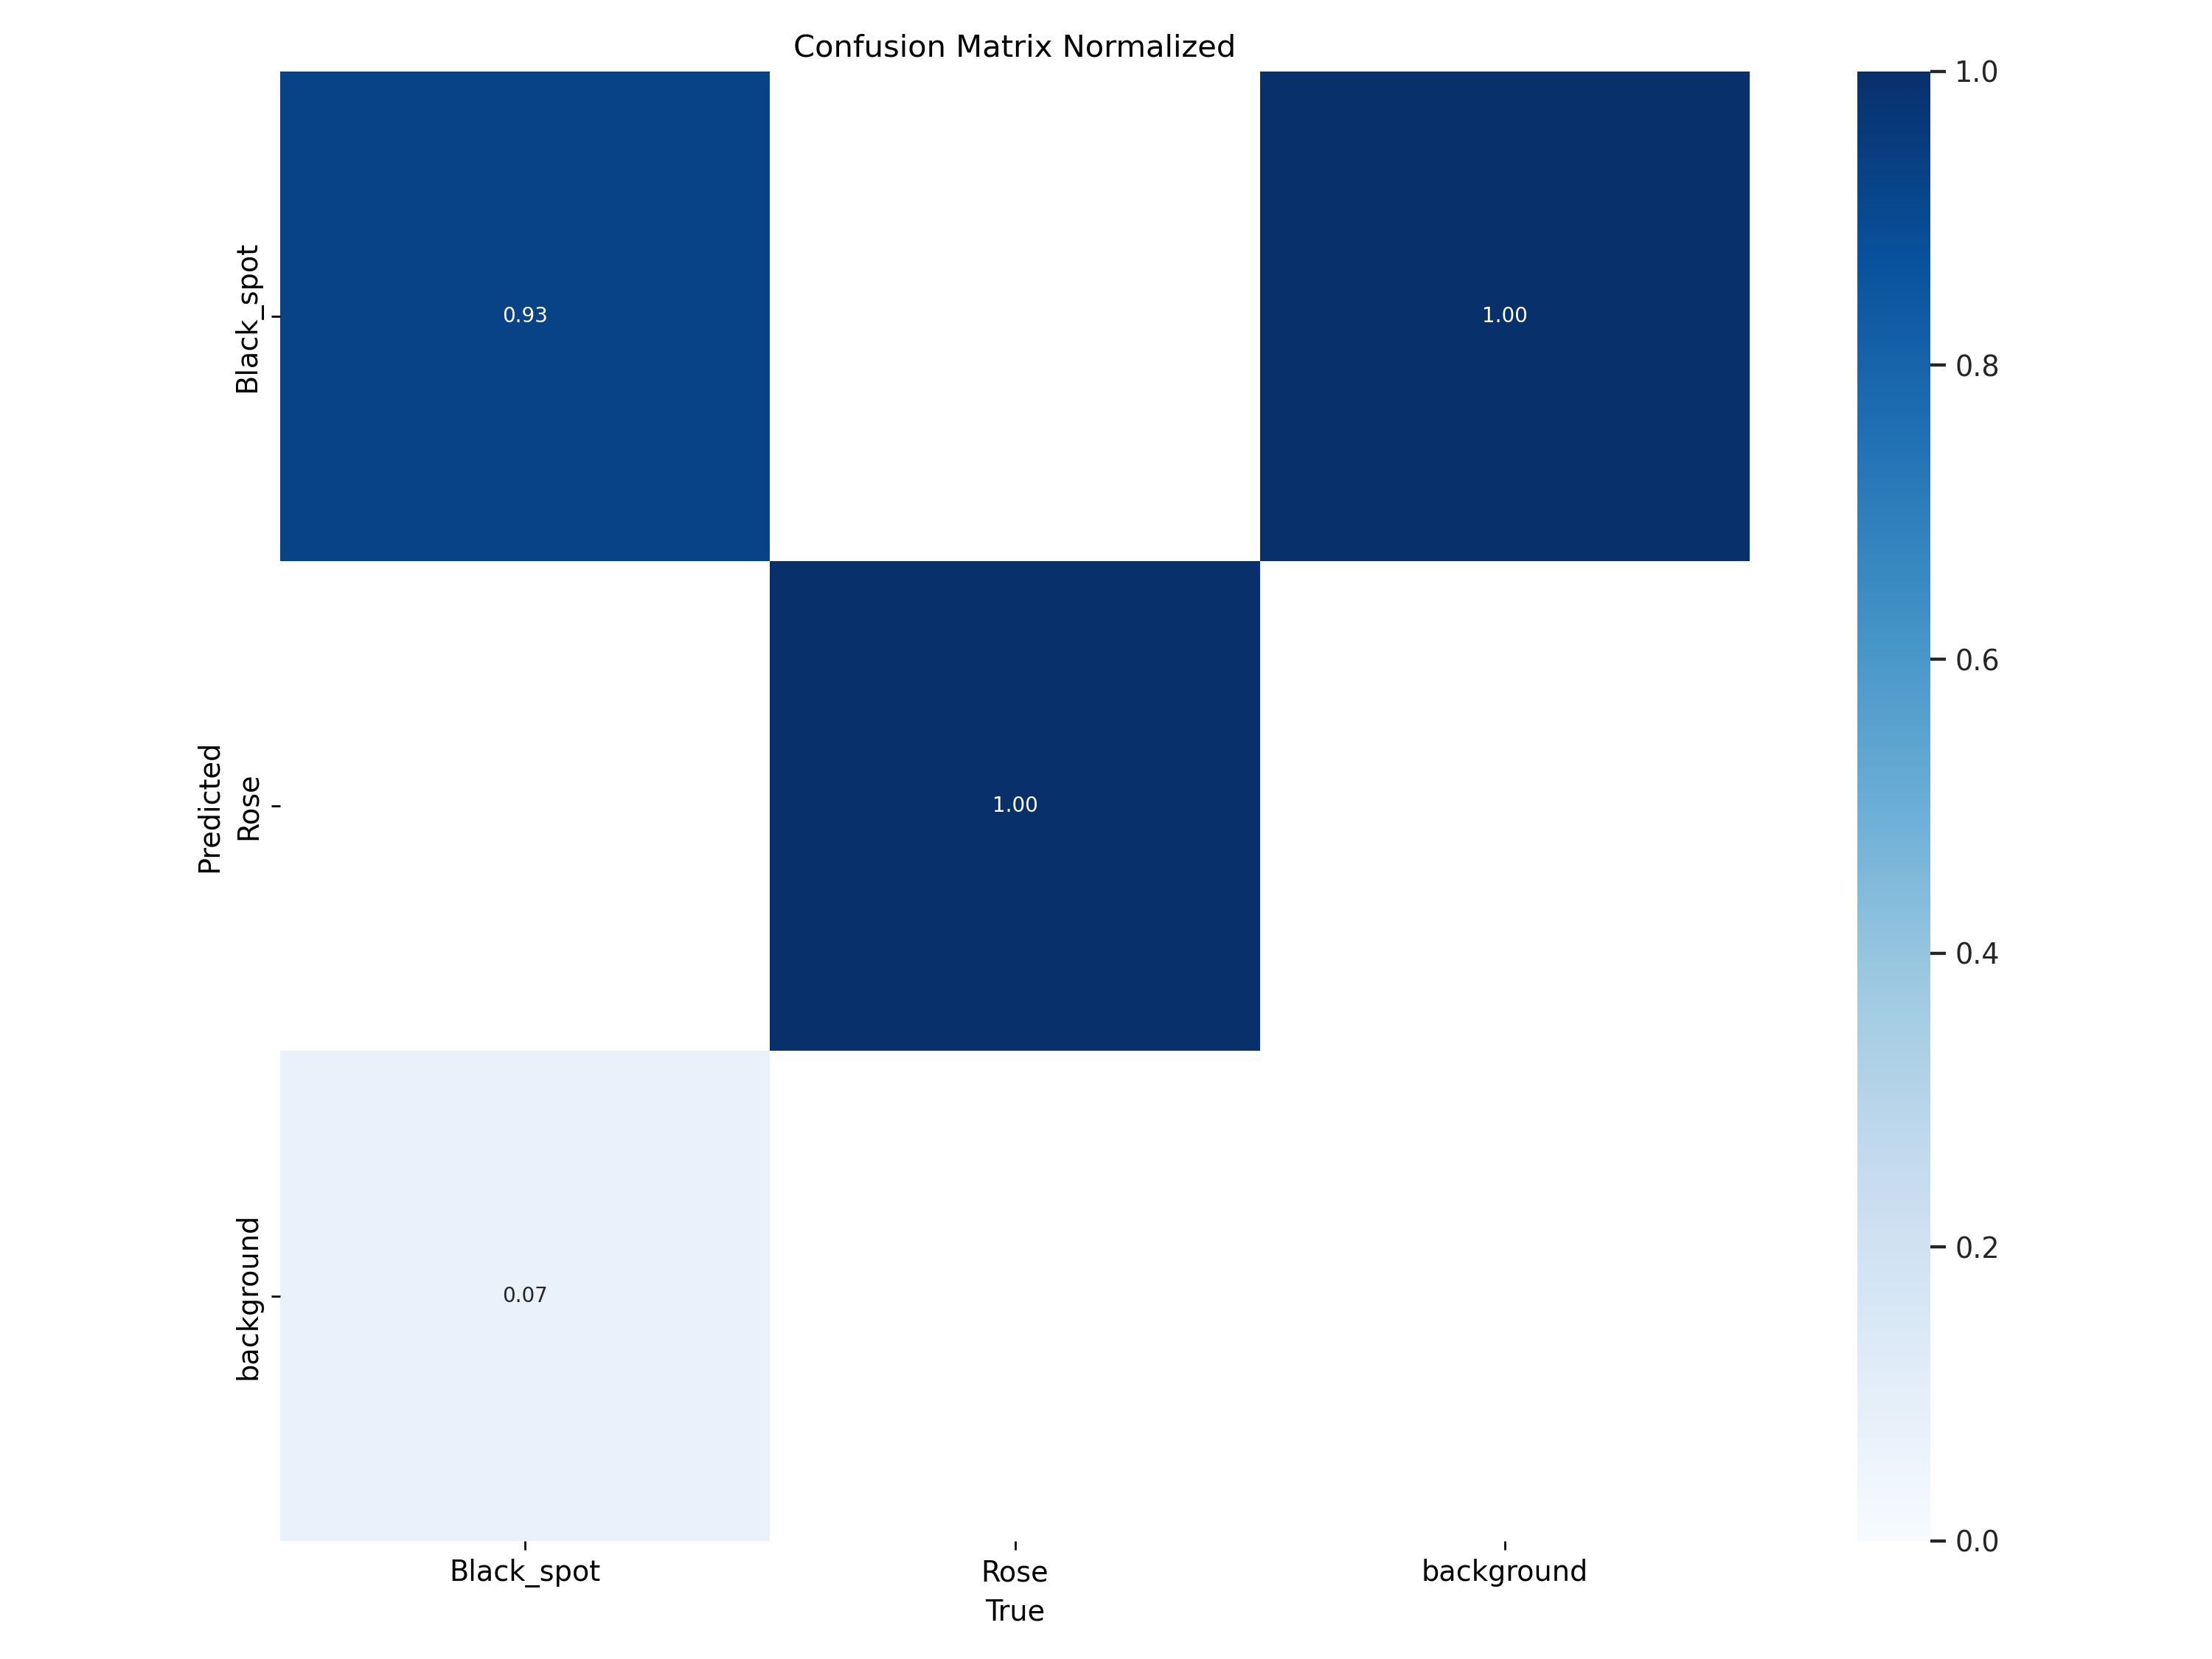 Confusion Matrix Normalized
Predicted
Black_spot
Rose
background
0.93
1.00
1.00
0.07
Black_spot
Rose
background
True
1.0
0.8
0.6
0.4
0.2
0.0